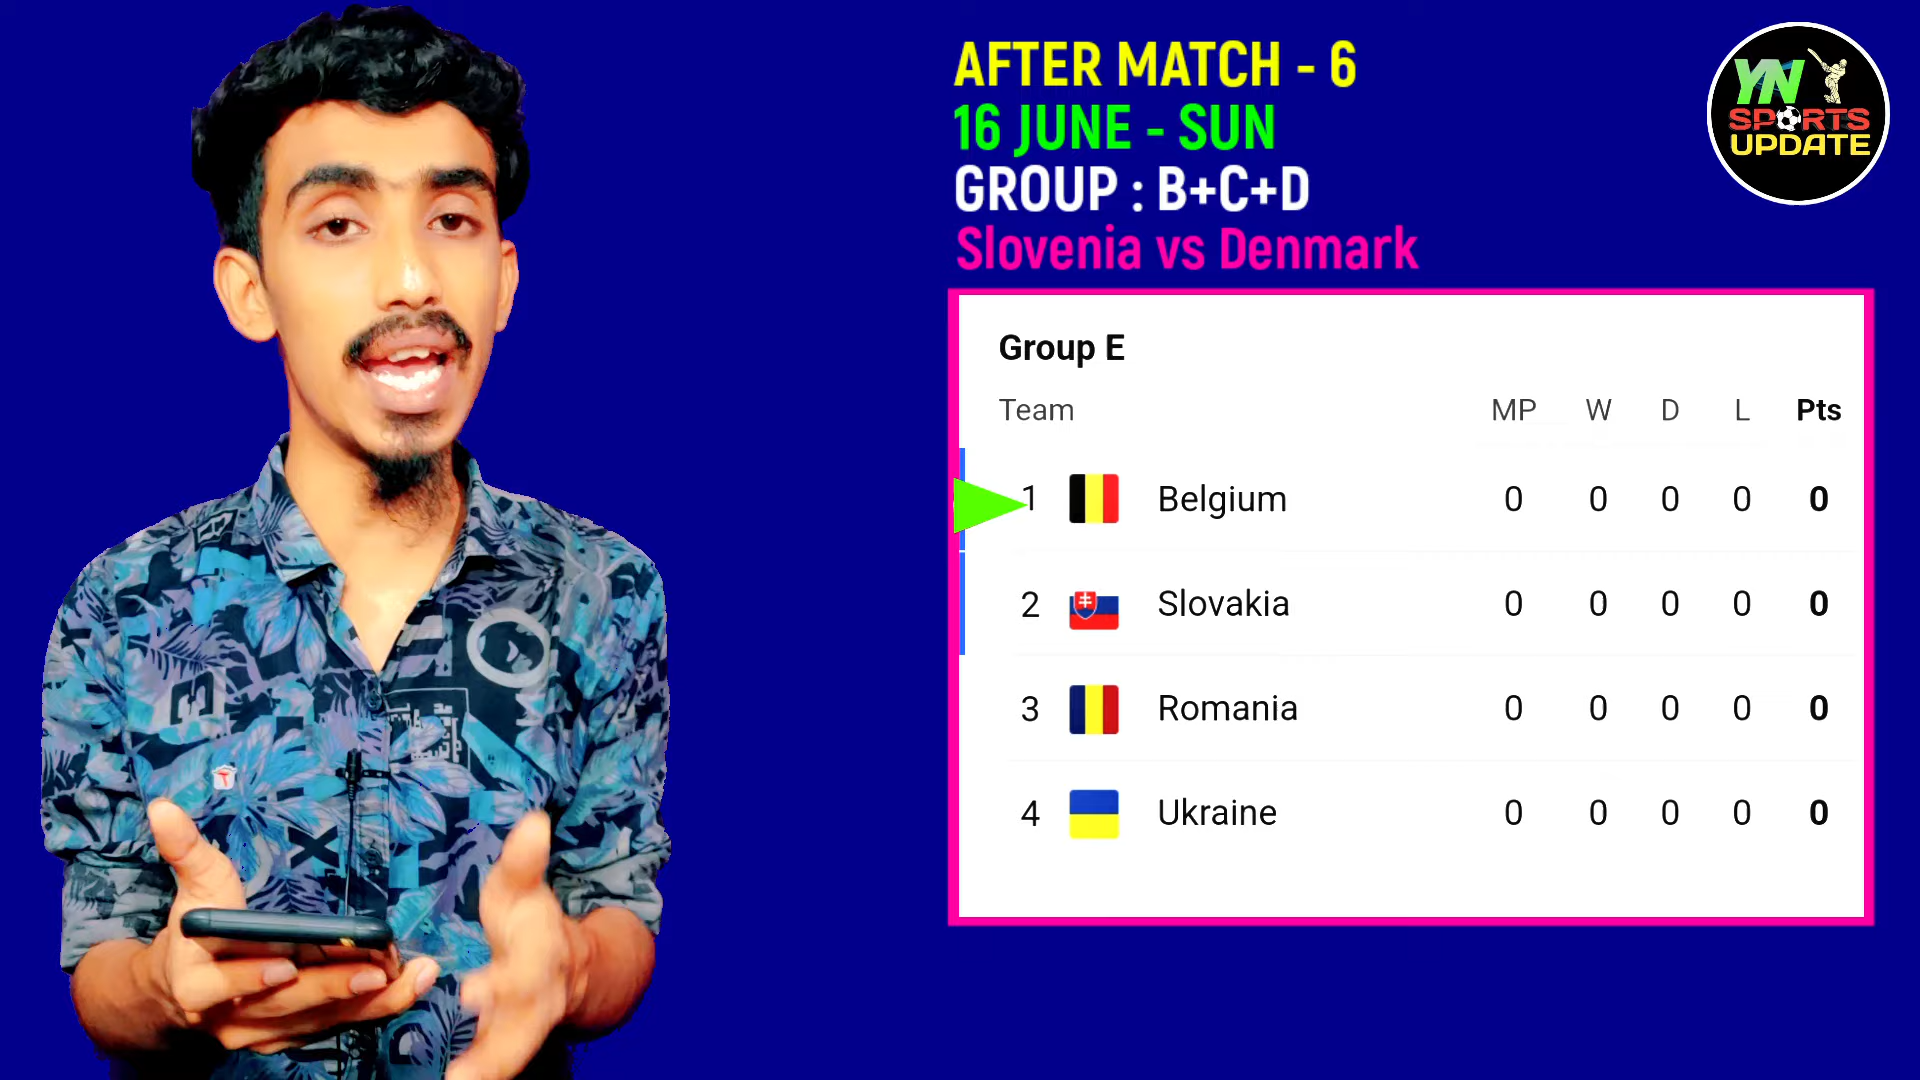 AFTER MATCH - 6
16 JUNE - SUN
GROUP : B+C+D
Slovenia vs Denmark
YN
SPORTS
UPDATE
Group E
Team MP W D L Pts
1 Belgium 0 0 0 0 0
2 Slovakia 0 0 0 0 0
3 Romania 0 0 0 0 0
4 Ukraine 0 0 0 0 0